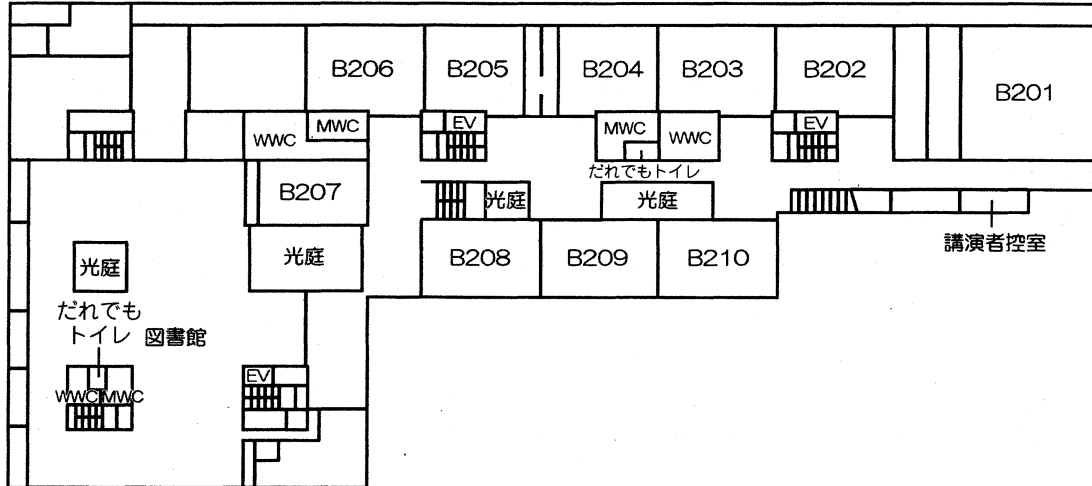 B206
B205
B204
B203
B202
B201
WWC
MWC
EV
MWC
WWC
EV
だれでもトイレ
B207
光庭
光庭
講演者控室
光庭
光庭
B208
B209
B210
だれでも
トイレ
図書館
WWC
MWC
EV